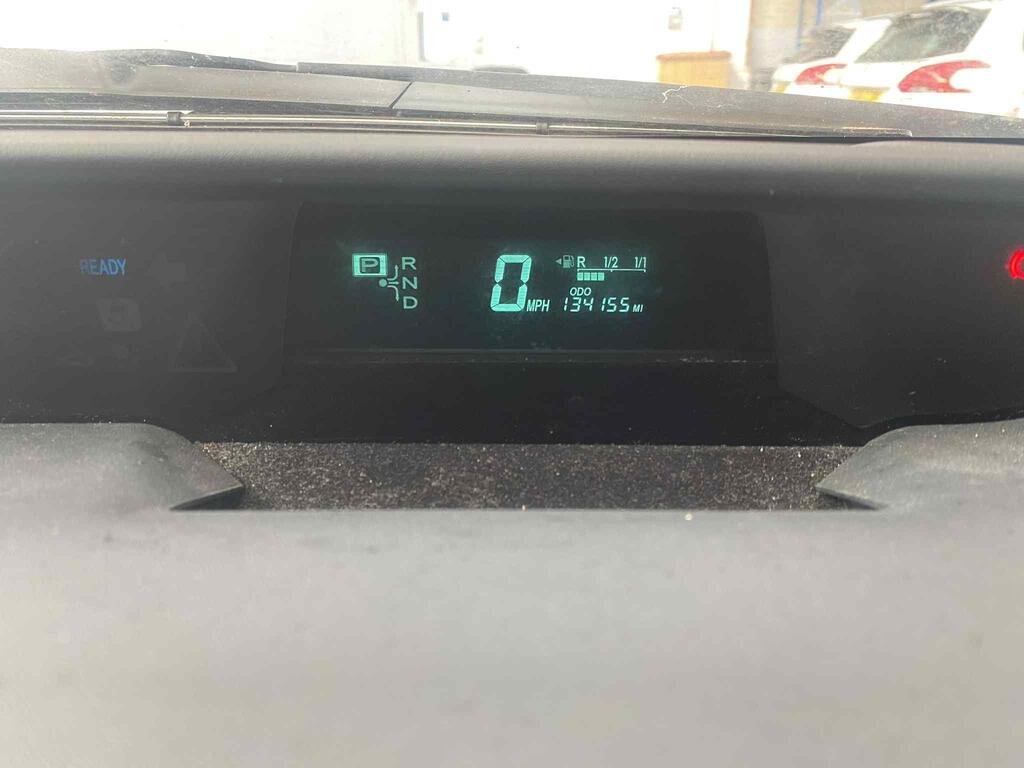 READY
P
R
N
D
0 MPH
R 1/2 1/1
ODO
134155 MI